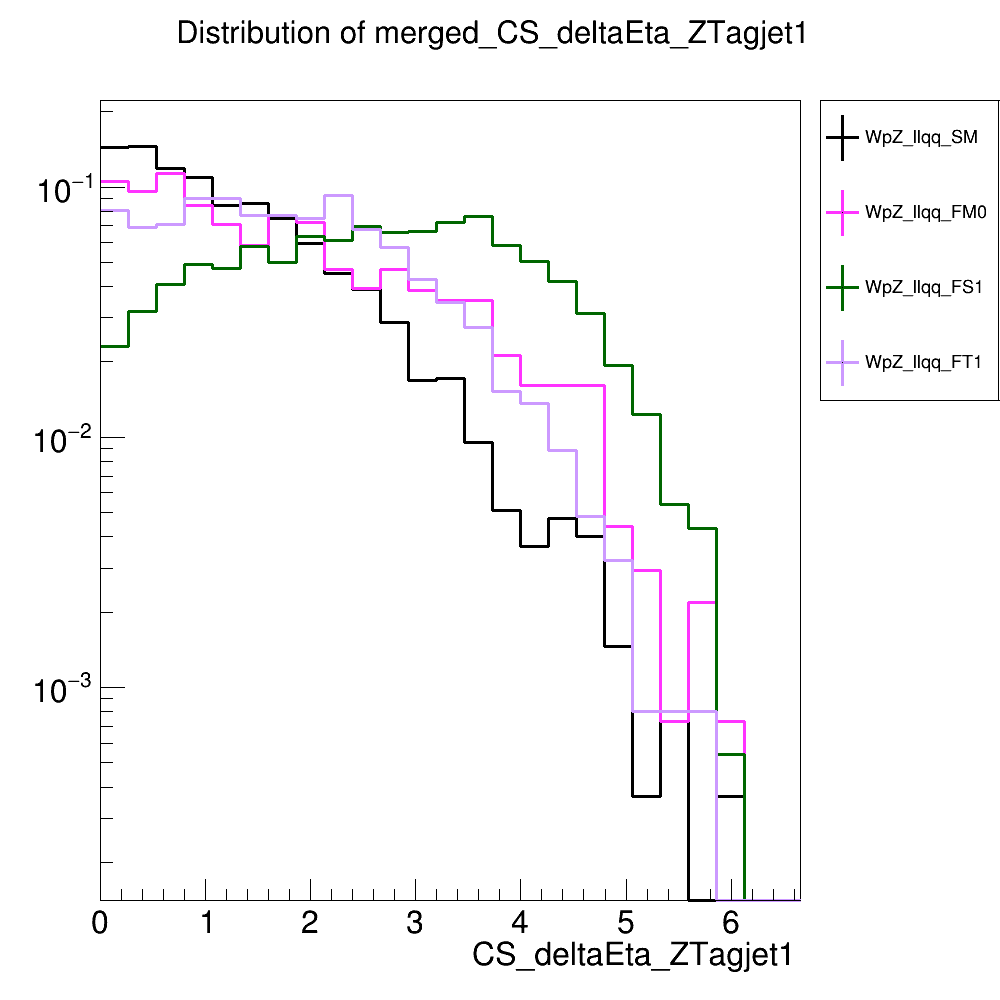 Distribution of merged_CS_deltaEta_ZTagjet1
WpZ_llqq_SM
WpZ_llqq_FM0
WpZ_llqq_FS1
WpZ_llqq_FT1
10−1
10−2
10−3
0 1 2 3 4 5 6
CS_deltaEta_ZTagjet1